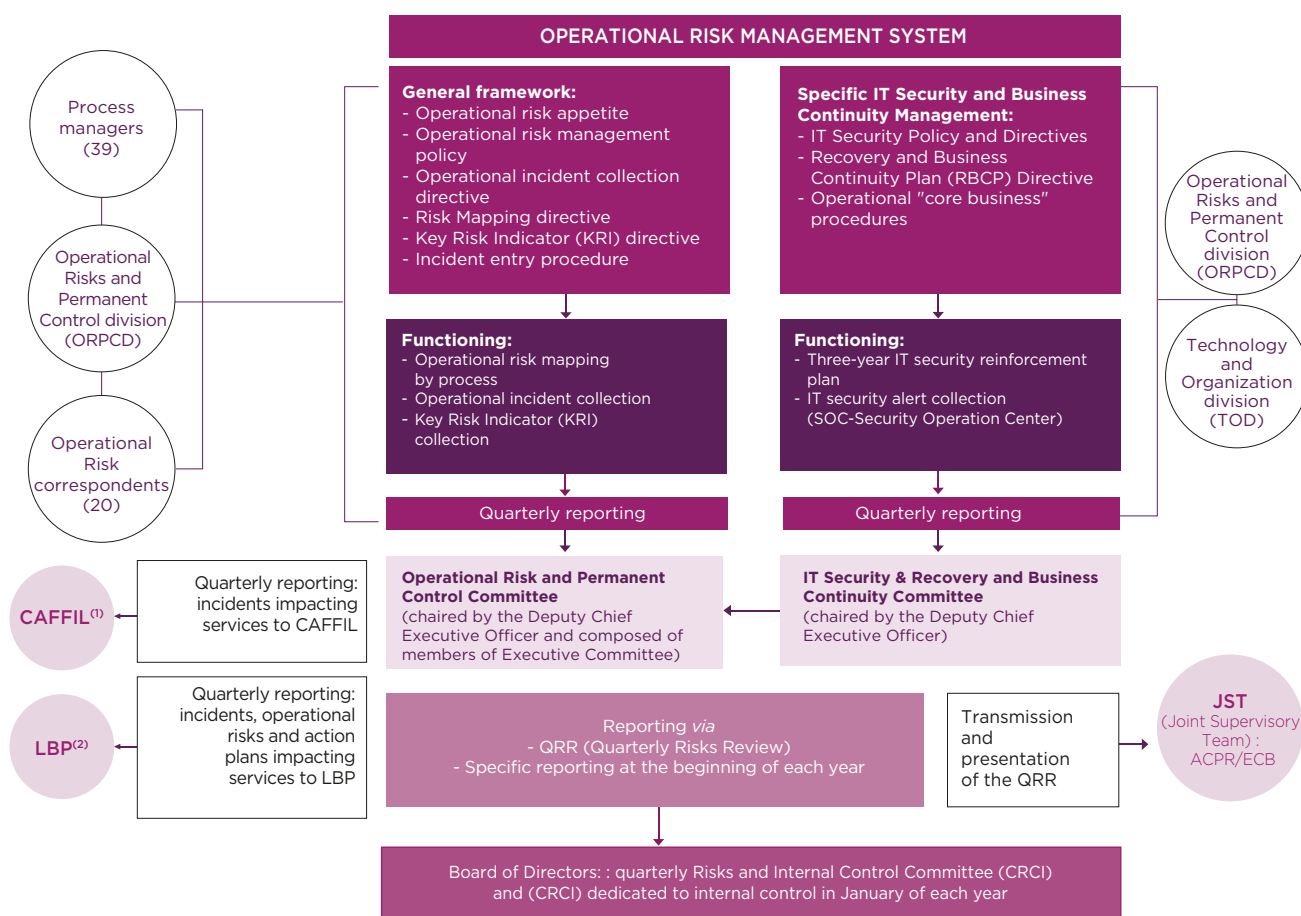 OPERATIONAL RISK MANAGEMENT SYSTEM
Process
managers
(39)
Operational
Risks and
Permanent
Control division
(ORPCD)
Operational
Risk
correspondents
(20)
General framework:
- Operational risk appetite
- Operational risk management
policy
- Operational incident collection
directive
- Risk Mapping directive
- Key Risk Indicator (KRI) directive
- Incident entry procedure
Specific IT Security and Business
Continuity Management:
- IT Security Policy and Directives
- Recovery and Business
Continuity Plan (RBCP) Directive
- Operational "core business"
procedures
Operational
Risks and
Permanent
Control
division
(ORPCD)
Technology
and
Organization
division
(TOD)
Functioning:
- Operational risk mapping
by process
- Operational incident collection
- Key Risk Indicator (KRI)
collection
Functioning:
- Three-year IT security reinforcement
plan
- IT security alert collection
(SOC-Security Operation Center)
Quarterly reporting
Quarterly reporting
CAFFIL(1)
Quarterly reporting:
incidents impacting
services to CAFFIL
Operational Risk and Permanent
Control Committee
(chaired by the Deputy Chief
Executive Officer and composed of
members of Executive Committee)
IT Security & Recovery and Business
Continuity Committee
(chaired by the Deputy Chief
Executive Officer)
LBP(2)
Quarterly reporting:
incidents, operational
risks and action
plans impacting
services to LBP
Reporting via
- QRR (Quarterly Risks Review)
- Specific reporting at the beginning of each year
Transmission
and
presentation
of the QRR
JST
(Joint Supervisory
Team) :
ACPR/ECB
Board of Directors: : quarterly Risks and Internal Control Committee (CRCI)
and (CRCI) dedicated to internal control in January of each year